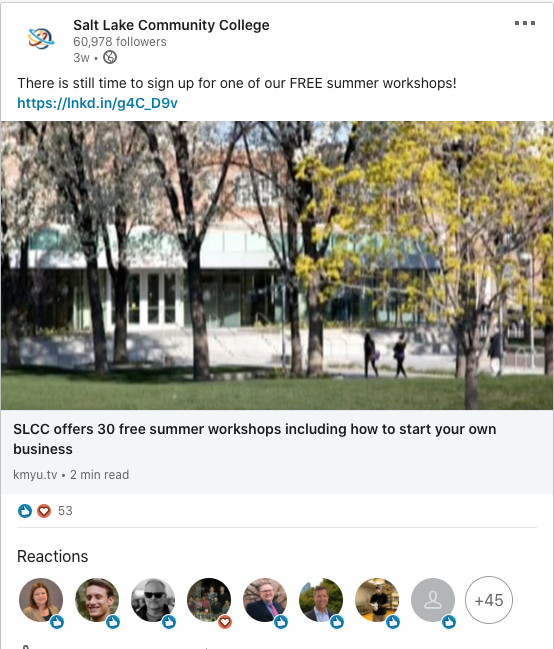 Salt Lake Community College
60,978 followers
3w •
There is still time to sign up for one of our FREE summer workshops!
https://lnkd.in/g4C_D9v
SLCC offers 30 free summer workshops including how to start your own
business
kmyu.tv • 2 min read
53
Reactions
+45